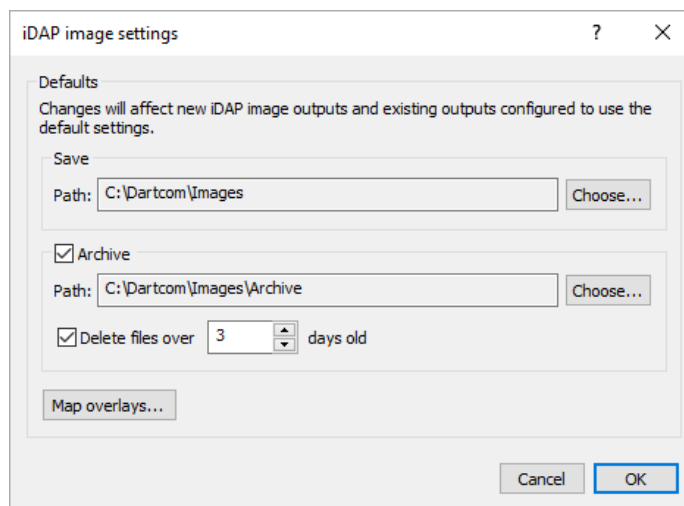 iDAP image settings ?
Defaults
Changes will affect new iDAP image outputs and existing outputs configured to use the
default settings.
Save
Path: C:\Dartcom\Images Choose...
Archive
Path: C:\Dartcom\Images\Archive Choose...
Delete files over 3 days old
Map overlays...
Cancel OK